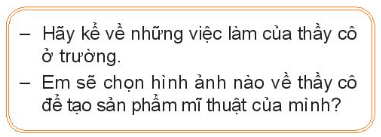 – Hãy kể về những việc làm của thầy cô
ở trường.
– Em sẽ chọn hình ảnh nào về thầy cô
để tạo sản phẩm mĩ thuật của mình?